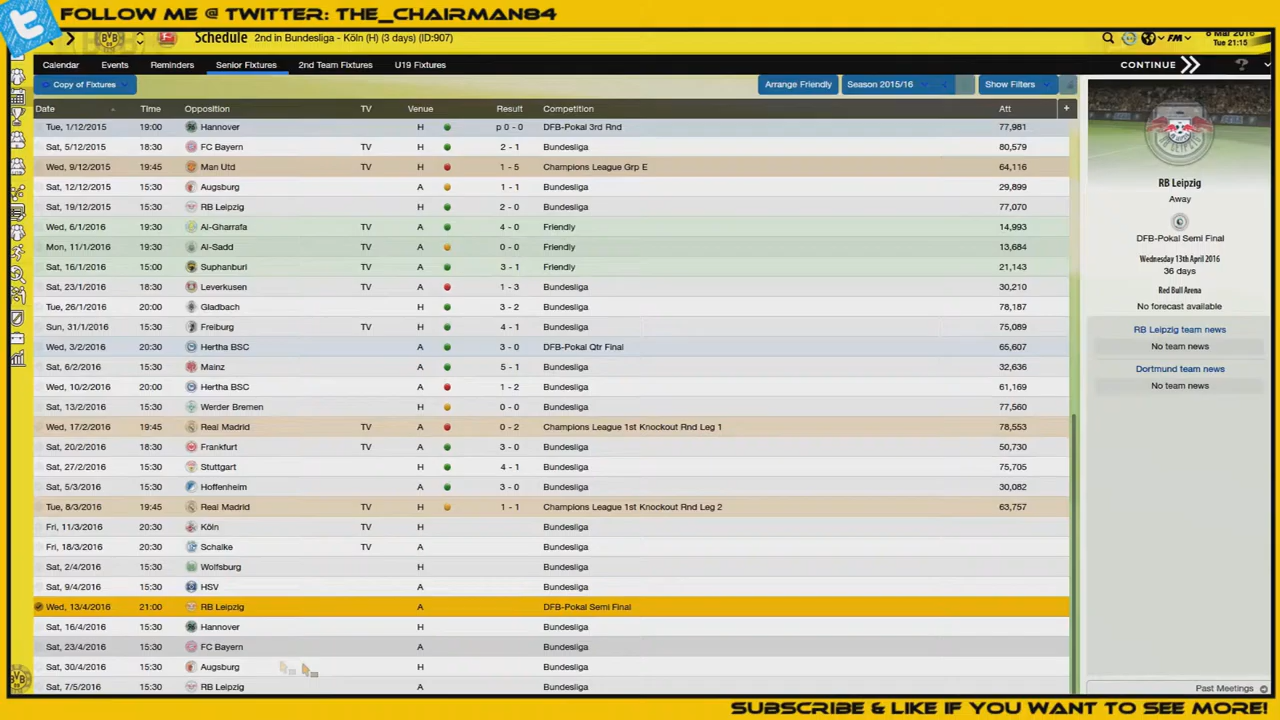 FOLLOW ME @ TWITTER: THE_CHAIRMAN84
Schedule 2nd in Bundesliga - Köln (H) (3 days) (ID:907)
FM
8 Mar 2016
Tue 21:15
Calendar Events Reminders Senior Fixtures 2nd Team Fixtures U19 Fixtures
CONTINUE
Copy of Fixtures Arrange Friendly Season 2015/16 Show Filters
Date Time Opposition TV Venue Result Competition Att
Tue, 1/12/2015 19:00 Hannover H p 0 - 0 DFB-Pokal 3rd Rnd 77,981
Sat, 5/12/2015 18:30 FC Bayern TV H 2 - 1 Bundesliga 80,579
Wed, 9/12/2015 19:45 Man Utd TV H 1 - 5 Champions League Grp E 64,116
Sat, 12/12/2015 15:30 Augsburg A 1 - 1 Bundesliga 29,899
Sat, 19/12/2015 15:30 RB Leipzig H 2 - 0 Bundesliga 77,070
Wed, 6/1/2016 19:30 Al-Gharrafa TV A 4 - 0 Friendly 14,993
Mon, 11/1/2016 19:30 Al-Sadd TV A 0 - 0 Friendly 13,684
Sat, 16/1/2016 15:00 Suphanburi TV A 3 - 1 Friendly 21,143
Sat, 23/1/2016 18:30 Leverkusen TV A 1 - 3 Bundesliga 30,210
Tue, 26/1/2016 20:00 Gladbach H 3 - 2 Bundesliga 78,187
Sun, 31/1/2016 15:30 Freiburg TV H 4 - 1 Bundesliga 75,089
Wed, 3/2/2016 20:30 Hertha BSC A 3 - 0 DFB-Pokal Qtr Final 65,607
Sat, 6/2/2016 15:30 Mainz A 5 - 1 Bundesliga 32,636
Wed, 10/2/2016 20:00 Hertha BSC A 1 - 2 Bundesliga 61,169
Sat, 13/2/2016 15:30 Werder Bremen H 0 - 0 Bundesliga 77,560
Wed, 17/2/2016 19:45 Real Madrid TV A 0 - 2 Champions League 1st Knockout Rnd Leg 1 78,553
Sat, 20/2/2016 18:30 Frankfurt TV A 3 - 0 Bundesliga 50,730
Sat, 27/2/2016 15:30 Stuttgart H 4 - 1 Bundesliga 75,705
Sat, 5/3/2016 15:30 Hoffenheim A 3 - 0 Bundesliga 30,082
Tue, 8/3/2016 19:45 Real Madrid TV H 1 - 1 Champions League 1st Knockout Rnd Leg 2 63,757
Fri, 11/3/2016 20:30 Köln TV H Bundesliga
Fri, 18/3/2016 20:30 Schalke TV A Bundesliga
Sat, 2/4/2016 15:30 Wolfsburg H Bundesliga
Sat, 9/4/2016 15:30 HSV A Bundesliga
Wed, 13/4/2016 21:00 RB Leipzig A DFB-Pokal Semi Final
Sat, 16/4/2016 15:30 Hannover H Bundesliga
Sat, 23/4/2016 15:30 FC Bayern A Bundesliga
Sat, 30/4/2016 15:30 Augsburg H Bundesliga
Sat, 7/5/2016 15:30 RB Leipzig A Bundesliga
RB Leipzig
Away
DFB-Pokal Semi Final
Wednesday 13th April 2016
36 days
Red Bull Arena
No forecast available
RB Leipzig team news
No team news
Dortmund team news
No team news
Past Meetings
SUBSCRIBE & LIKE IF YOU WANT TO SEE MORE!